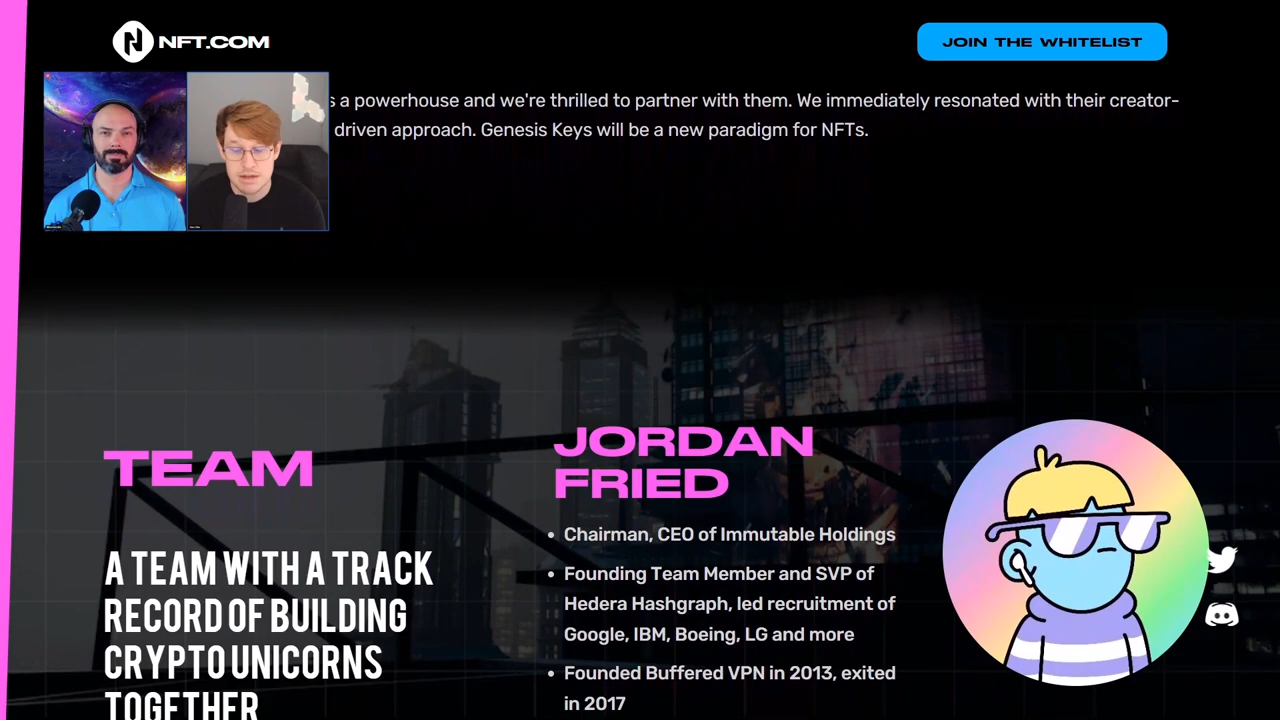 NFT.COM
JOIN THE WHITELIST
s a powerhouse and we're thrilled to partner with them. We immediately resonated with their creator-
driven approach. Genesis Keys will be a new paradigm for NFTs.
TEAM
A TEAM WITH A TRACK
RECORD OF BUILDING
CRYPTO UNICORNS
TOGETHER
JORDAN
FRIED
• Chairman, CEO of Immutable Holdings
• Founding Team Member and SVP of
Hedera Hashgraph, led recruitment of
Google, IBM, Boeing, LG and more
• Founded Buffered VPN in 2013, exited
in 2017